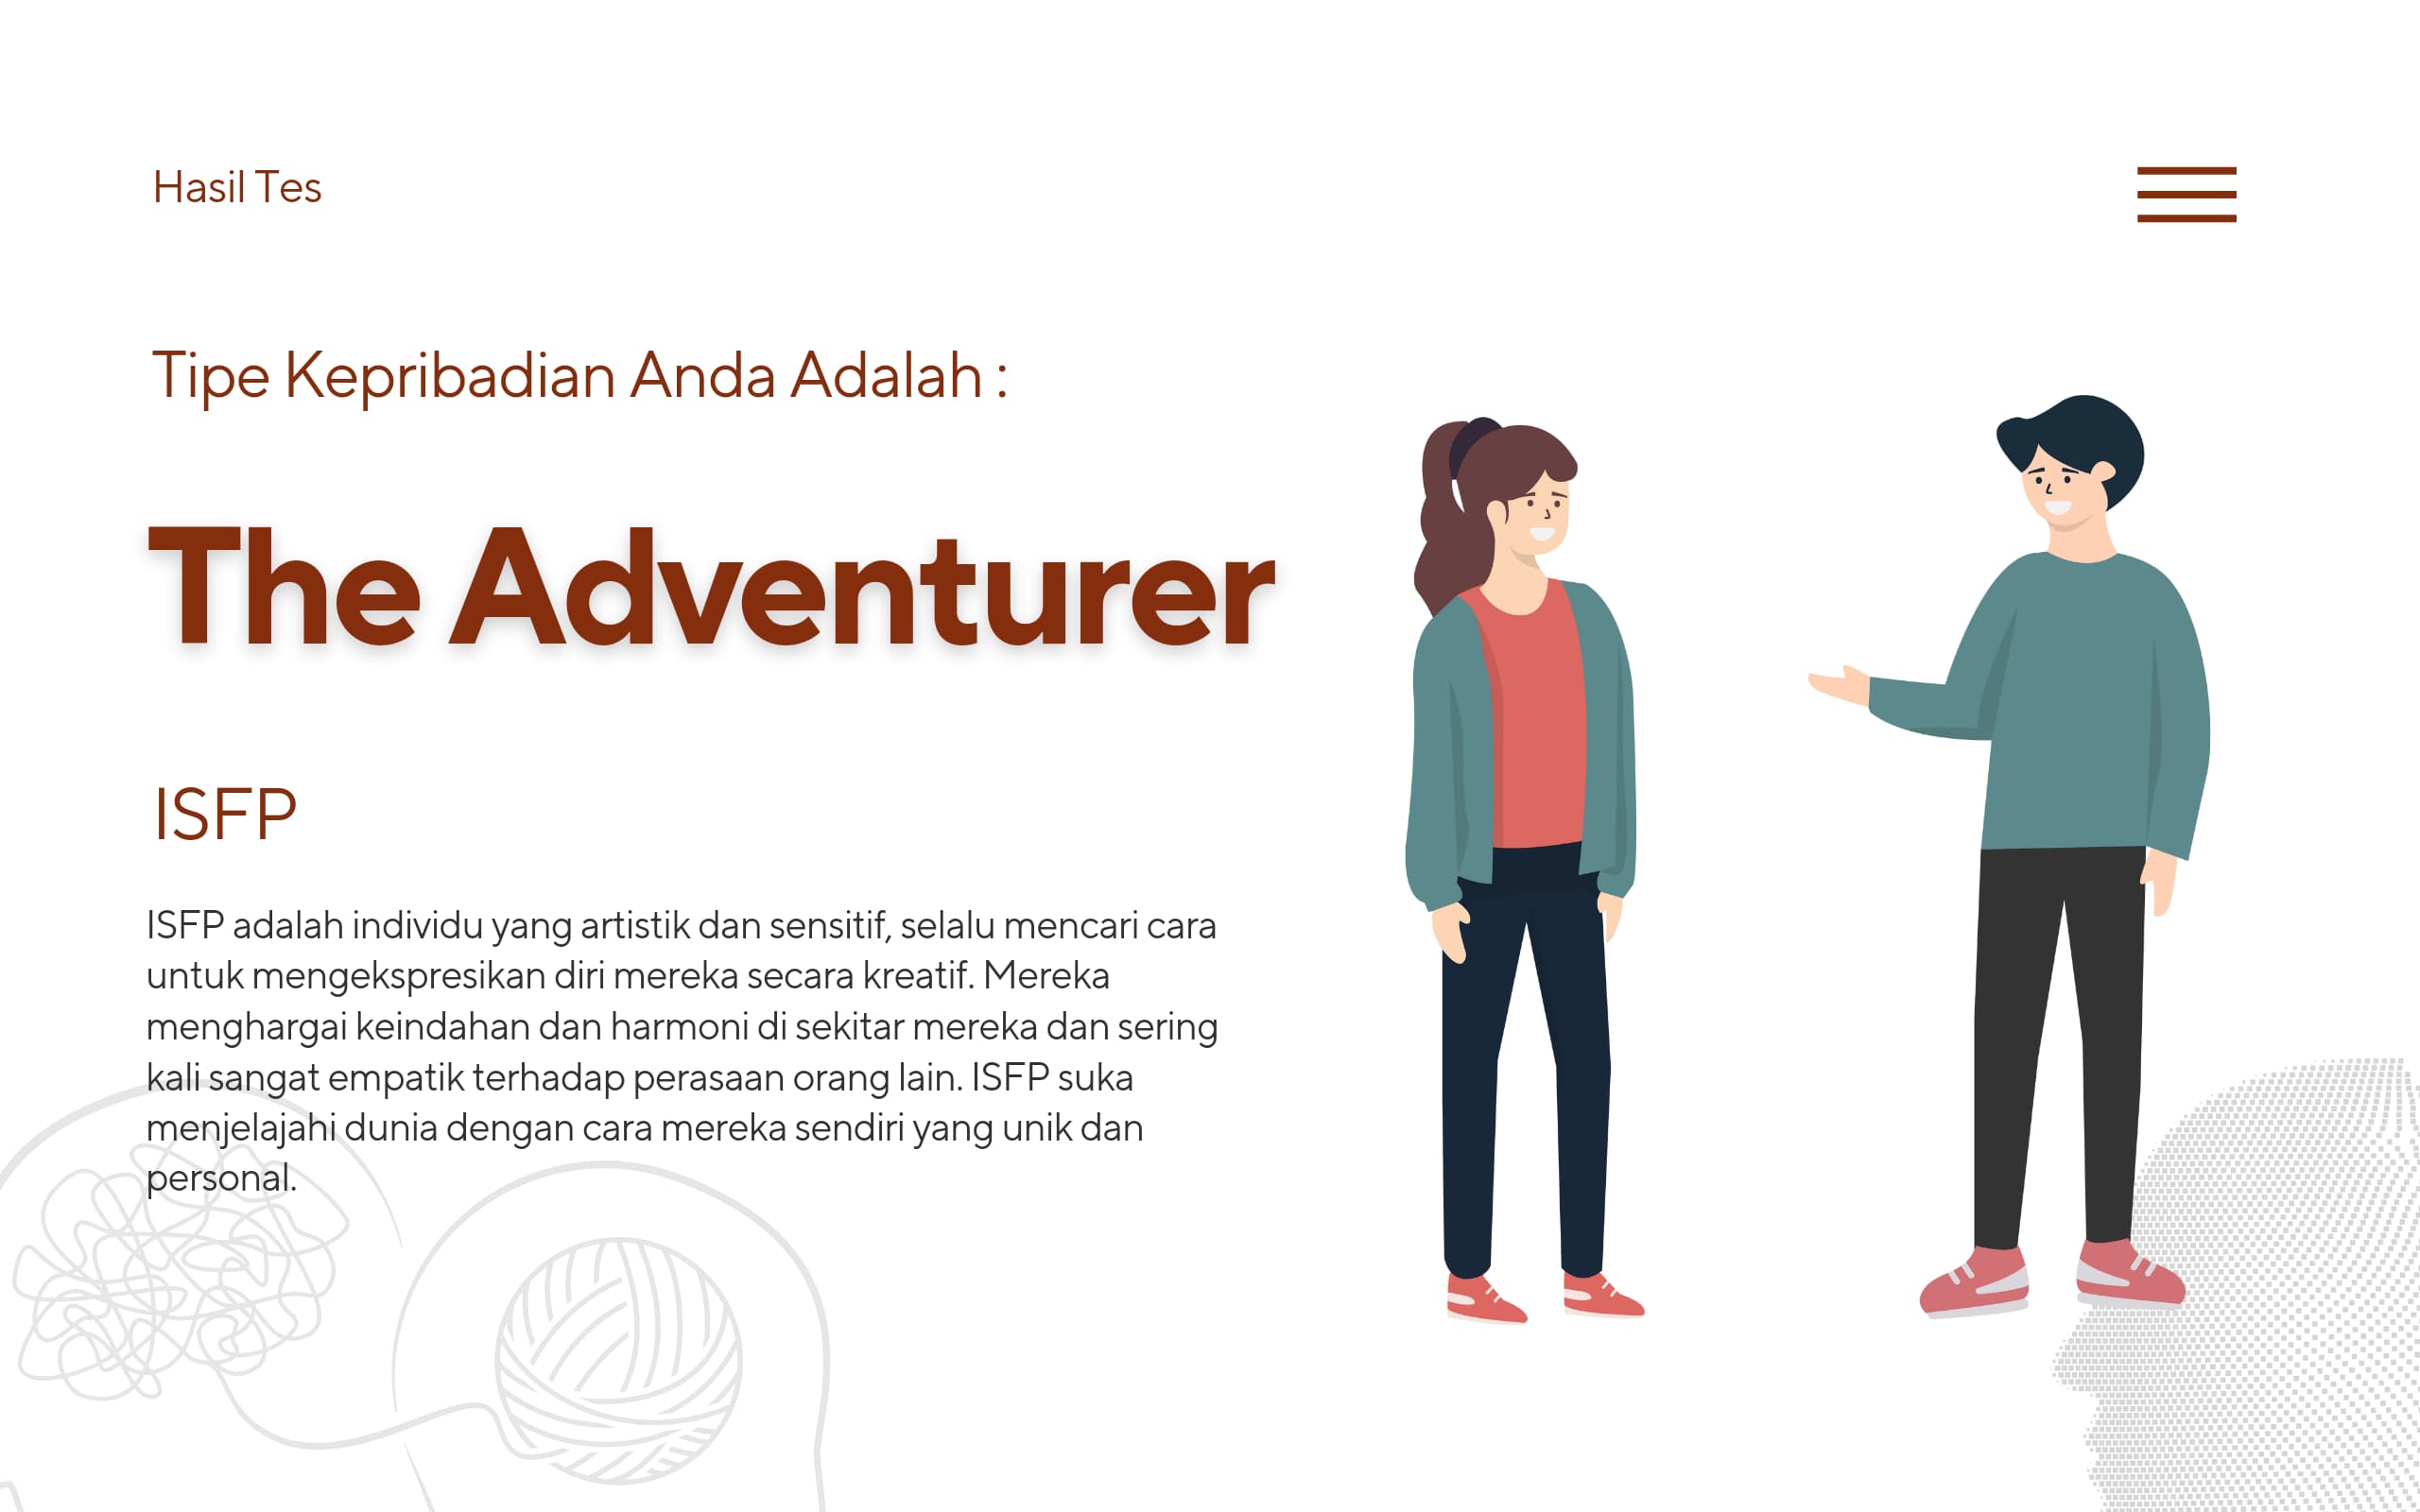 Hasil Tes
Tipe Kepribadian Anda Adalah :
The Adventurer
ISFP
ISFP adalah individu yang artistik dan sensitif, selalu mencari cara
untuk mengekspresikan diri mereka secara kreatif. Mereka
menghargai keindahan dan harmoni di sekitar mereka dan sering
kali sangat empatik terhadap perasaan orang lain. ISFP suka
menjelajahi dunia dengan cara mereka sendiri yang unik dan
personal.